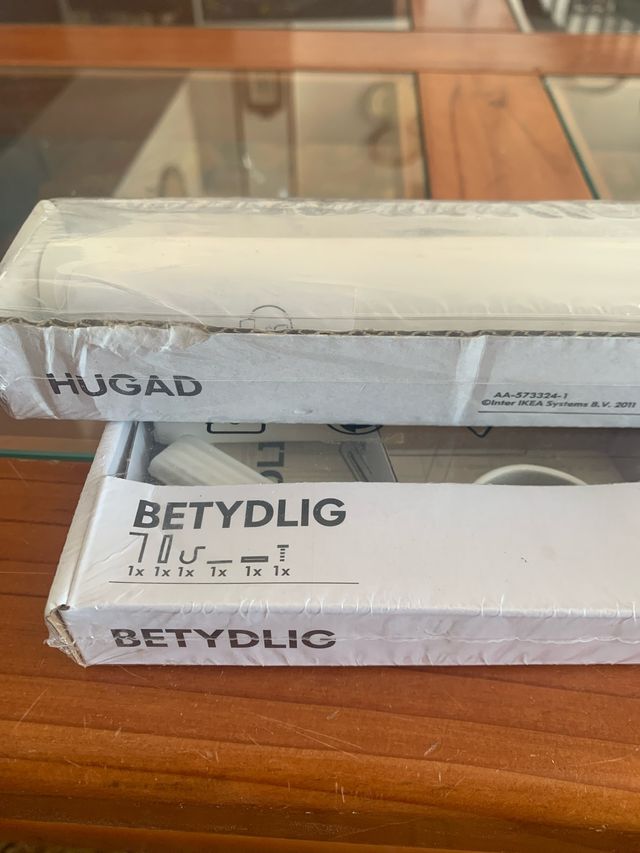 HUGAD
AA-573324-1
©Inter IKEA Systems B.V. 2011
BETYDLIG
1x 1x 1x 1x 1x 1x
BETYDLIG